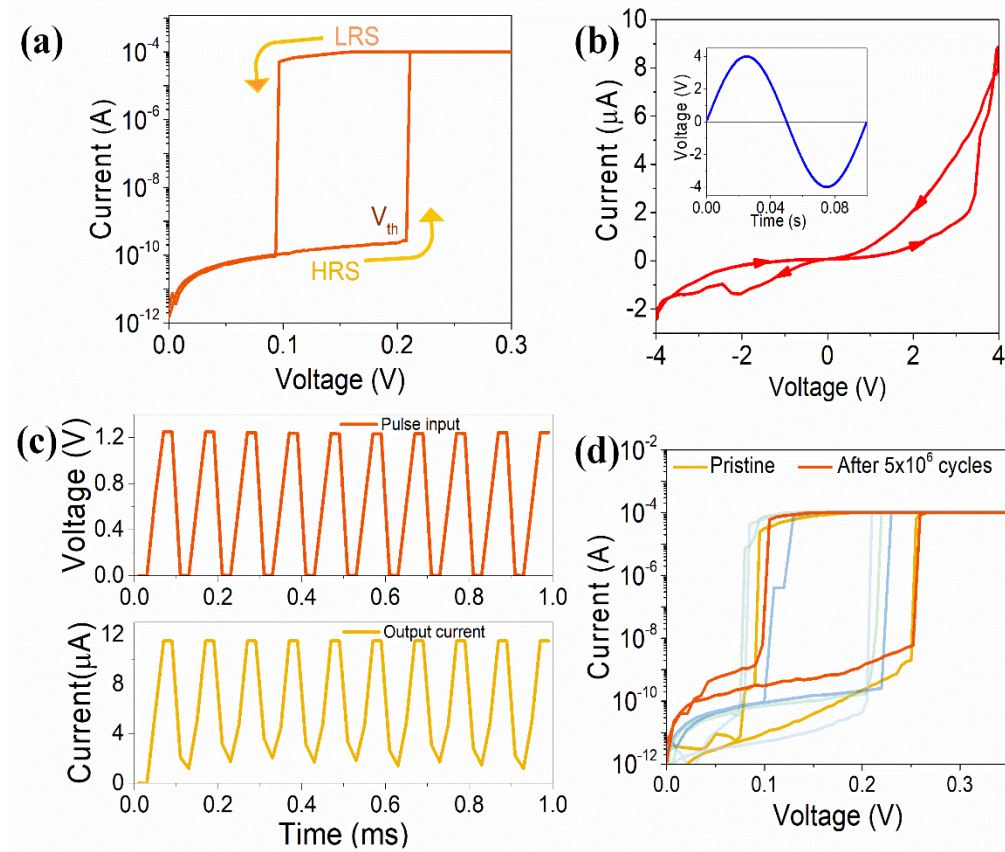 (a)
LRS
V_th
HRS
Current (A)
10^-4
10^-6
10^-8
10^-10
10^-12
0.0 0.1 0.2 0.3
Voltage (V)
(b)
Current (μA)
10
8
6
4
2
0
-2
-4 -2 0 2 4
Voltage (V)
Voltage (V)
4
2
0
-2
-4
0.00 0.04 0.08
Time (s)
(c)
Pulse input
Voltage (V)
1.2
0.8
0.4
0.0
0.0 0.2 0.4 0.6 0.8 1.0
Output current
Current(μA)
12
8
4
0
0.0 0.2 0.4 0.6 0.8 1.0
Time (ms)
(d)
Pristine After 5x10^6 cycles
Current (A)
10^-2
10^-4
10^-6
10^-8
10^-10
10^-12
0.0 0.1 0.2 0.3
Voltage (V)